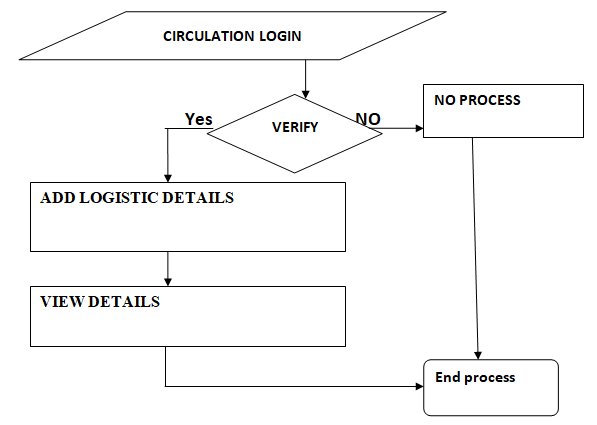 CIRCULATION LOGIN
Yes
VERIFY
NO
NO PROCESS
ADD LOGISTIC DETAILS
VIEW DETAILS
End process